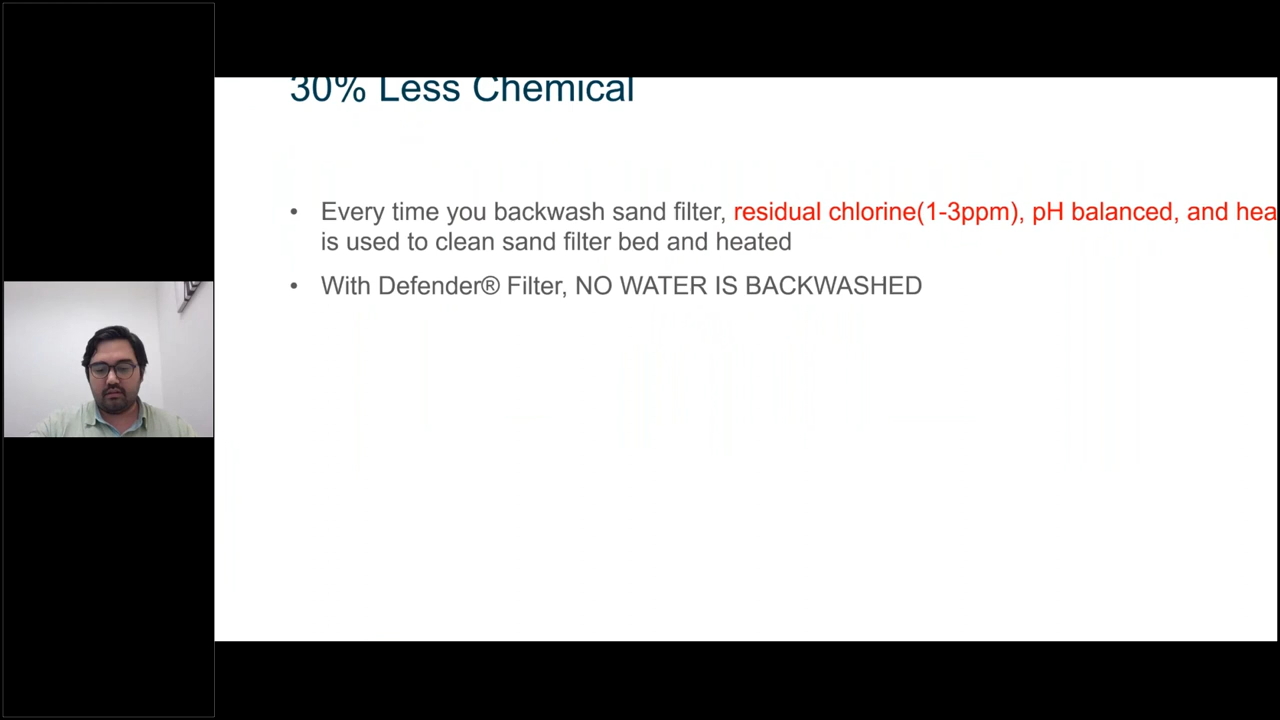 30% Less Chemical
• Every time you backwash sand filter, residual chlorine(1-3ppm), pH balanced, and hea
is used to clean sand filter bed and heated
• With Defender® Filter, NO WATER IS BACKWASHED